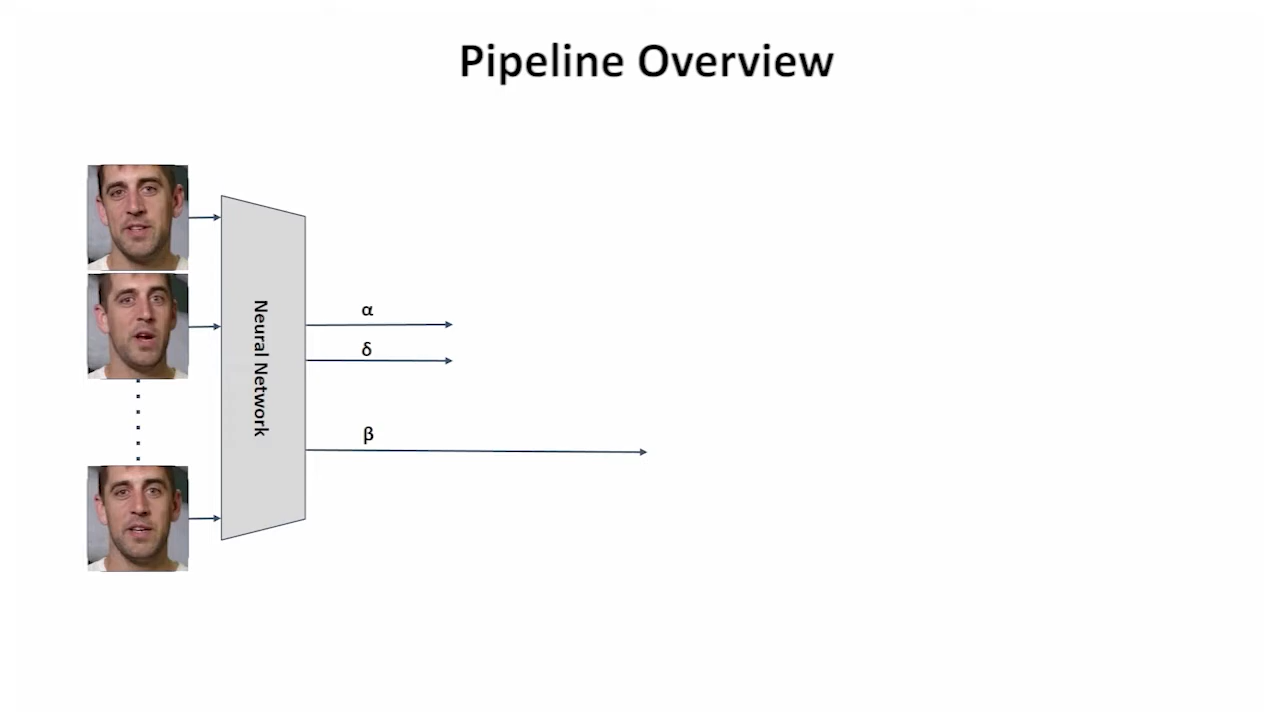 Pipeline Overview
Neural Network
α
δ
β